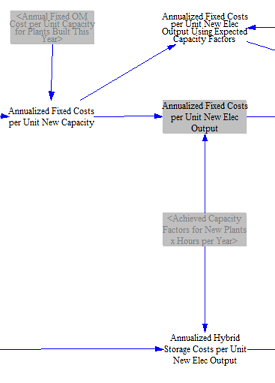 <Annual Fixed OM
Cost per Unit Capacity
for Plants Built This
Year>
Annualized Fixed Costs
per Unit New Elec
Output Using Expected
Capacity Factors
Annualized Fixed Costs
per Unit New Capacity
Annualized Fixed Costs
per Unit New Elec
Output
<Achieved Capacity
Factors for New Plants
x Hours per Year>
Annualized Hybrid
Storage Costs per Unit
New Elec Output